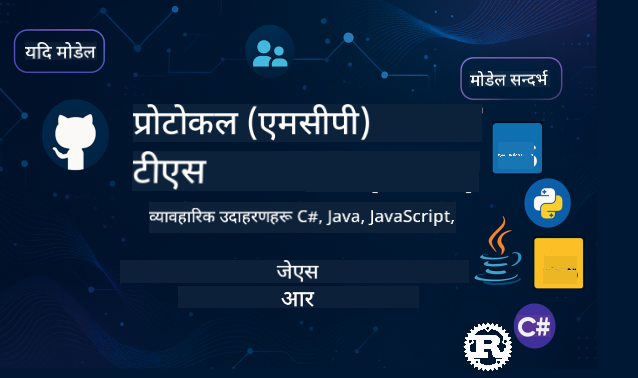 यदि मोडेल
मोडेल सन्दर्भ
प्रोटोकल (एमसीपी)
टीएस
व्यावहारिक उदाहरणहरू C#, Java, JavaScript,
जेएस
आर
C#
R